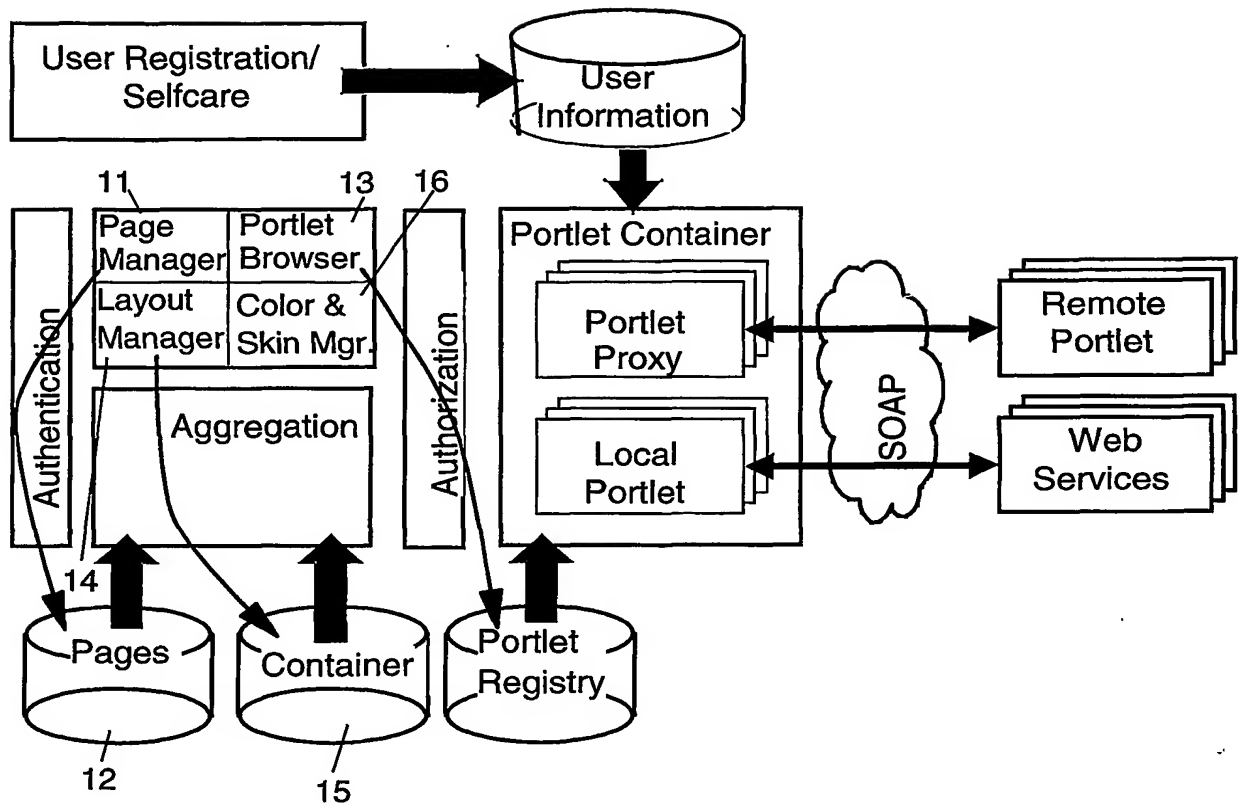 User Registration/
Selfcare
User
Information
11
13
16
Authentication
Page
Manager
Portlet
Browser
Layout
Manager
Color &
Skin Mgr.
Aggregation
Authorization
Portlet Container
Portlet
Proxy
Local
Portlet
SOAP
Remote
Portlet
Web
Services
14
Pages
Container
Portlet
Registry
12
15